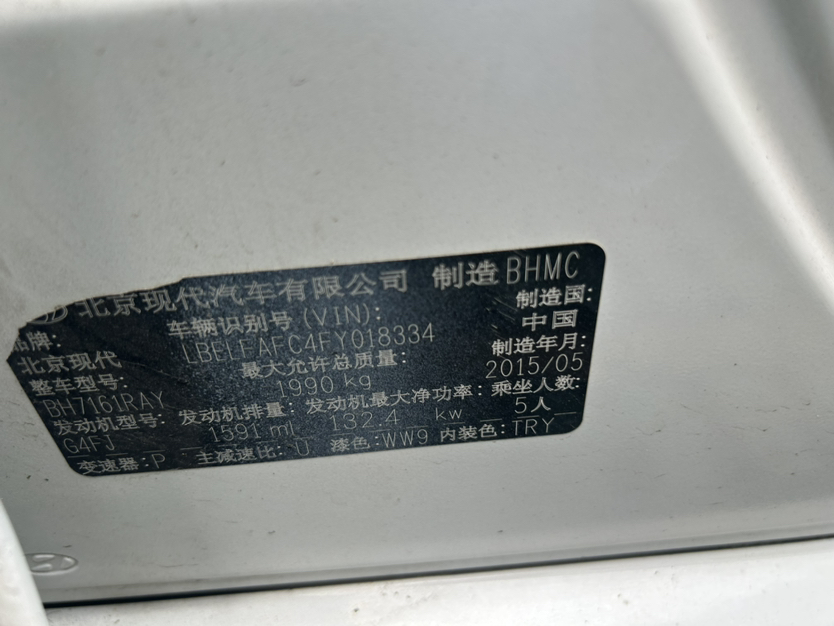 北京现代汽车有限公司 制造 BHMC
品牌: 车辆识别号(VIN): 制造国:
北京现代 LBELFAFC4FY018334 中国
整车型号: 最大允许总质量: 制造年月:
BH7161RAY 1990 kg 2015/05
发动机型号: 发动机排量: 发动机最大净功率: 乘坐人数:
G4FJ 1591 ml 132.4 kw 5人
变速器:P 主减速比:U 漆色:WW9 内装色:TRY